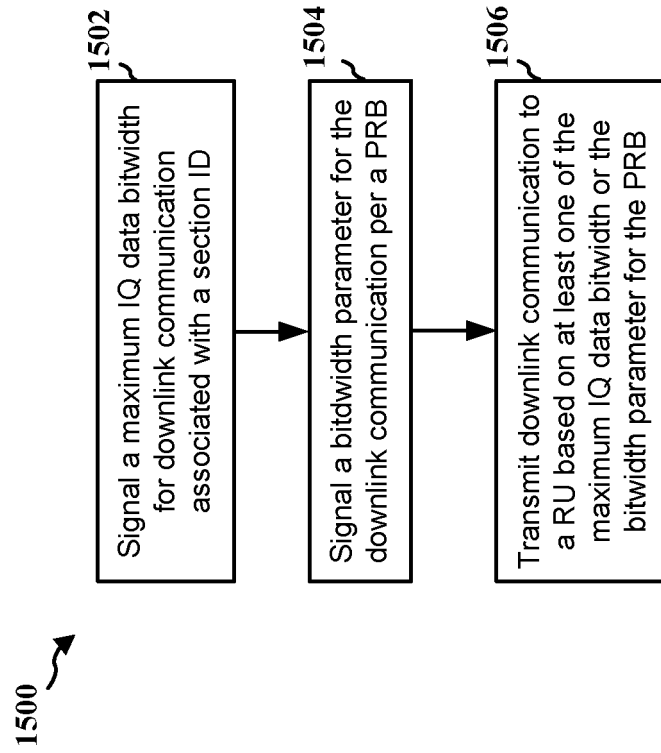 1500
1502
Signal a maximum IQ data bitwidth
for downlink communication
associated with a section ID
1504
Signal a bitdwidth parameter for the
downlink communication per a PRB
1506
Transmit downlink communication to
a RU based on at least one of the
maximum IQ data bitwidth or the
bitwidth parameter for the PRB